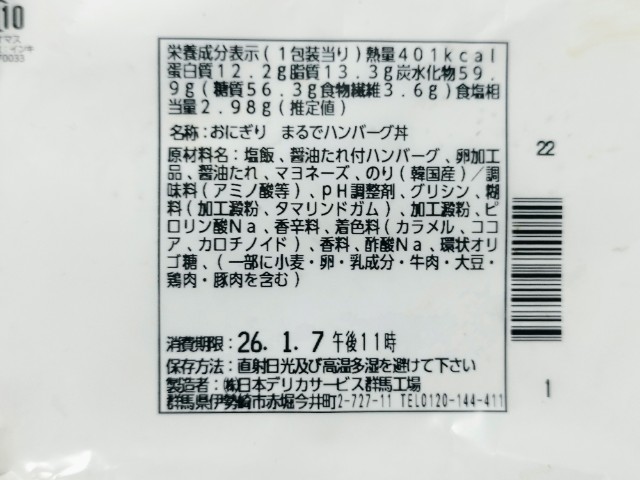 10
マス
インキ
70033
栄養成分表示(1包装当り)熱量401kcal
蛋白質12.2g脂質13.3g炭水化物59.
9g(糖質56.3g食物繊維3.6g)食塩相
当量2.98g(推定値)
名称:おにぎり まるでハンバーグ丼
原材料名:塩飯、醤油たれ付ハンバーグ、卵加工
品、醤油たれ、マヨネーズ、のり(韓国産)/調
味料(アミノ酸等)、pH調整剤、グリシン、糊
料(加工澱粉、タマリンドガム)、加工澱粉、ピ
ロリン酸Na、香辛料、着色料(カラメル、ココ
ア、カロチノイド)、香料、酢酸Na、環状オリ
ゴ糖、(一部に小麦・卵・乳成分・牛肉・大豆・
鶏肉・豚肉を含む)
消費期限:26.1.7午後11時
保存方法:直射日光及び高温多湿を避けて下さい
製造者:㈱日本デリカサービス群馬工場
群馬県伊勢崎市赤堀今井町2-727-11 TEL0120-144-411
22
1